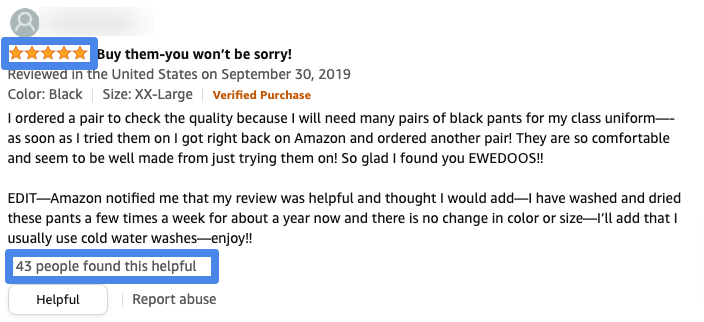 Buy them-you won't be sorry!
Reviewed in the United States on September 30, 2019
Color: Black | Size: XX-Large | Verified Purchase
I ordered a pair to check the quality because I will need many pairs of black pants for my class uniform—-
as soon as I tried them on I got right back on Amazon and ordered another pair! They are so comfortable
and seem to be well made from just trying them on! So glad I found you EWEDOOS!!
EDIT—Amazon notified me that my review was helpful and thought I would add—I have washed and dried
these pants a few times a week for about a year now and there is no change in color or size—I'll add that I
usually use cold water washes—enjoy!!
43 people found this helpful
Helpful | Report abuse